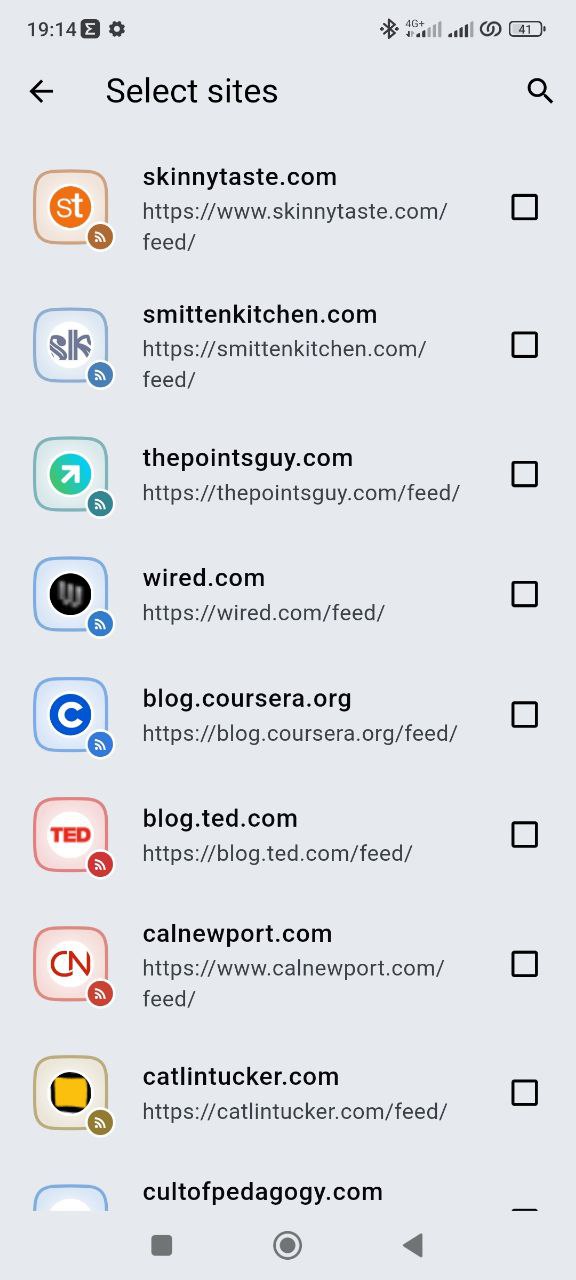 19:14
4G+
41
Select sites
st
skinnytaste.com
https://www.skinnytaste.com/
feed/
sk
smittenkitchen.com
https://smittenkitchen.com/
feed/
thepointsguy.com
https://thepointsguy.com/feed/
wired.com
https://wired.com/feed/
C
blog.coursera.org
https://blog.coursera.org/feed/
TED
blog.ted.com
https://blog.ted.com/feed/
CN
calnewport.com
https://www.calnewport.com/
feed/
catlintucker.com
https://catlintucker.com/feed/
cultofpedagogy.com